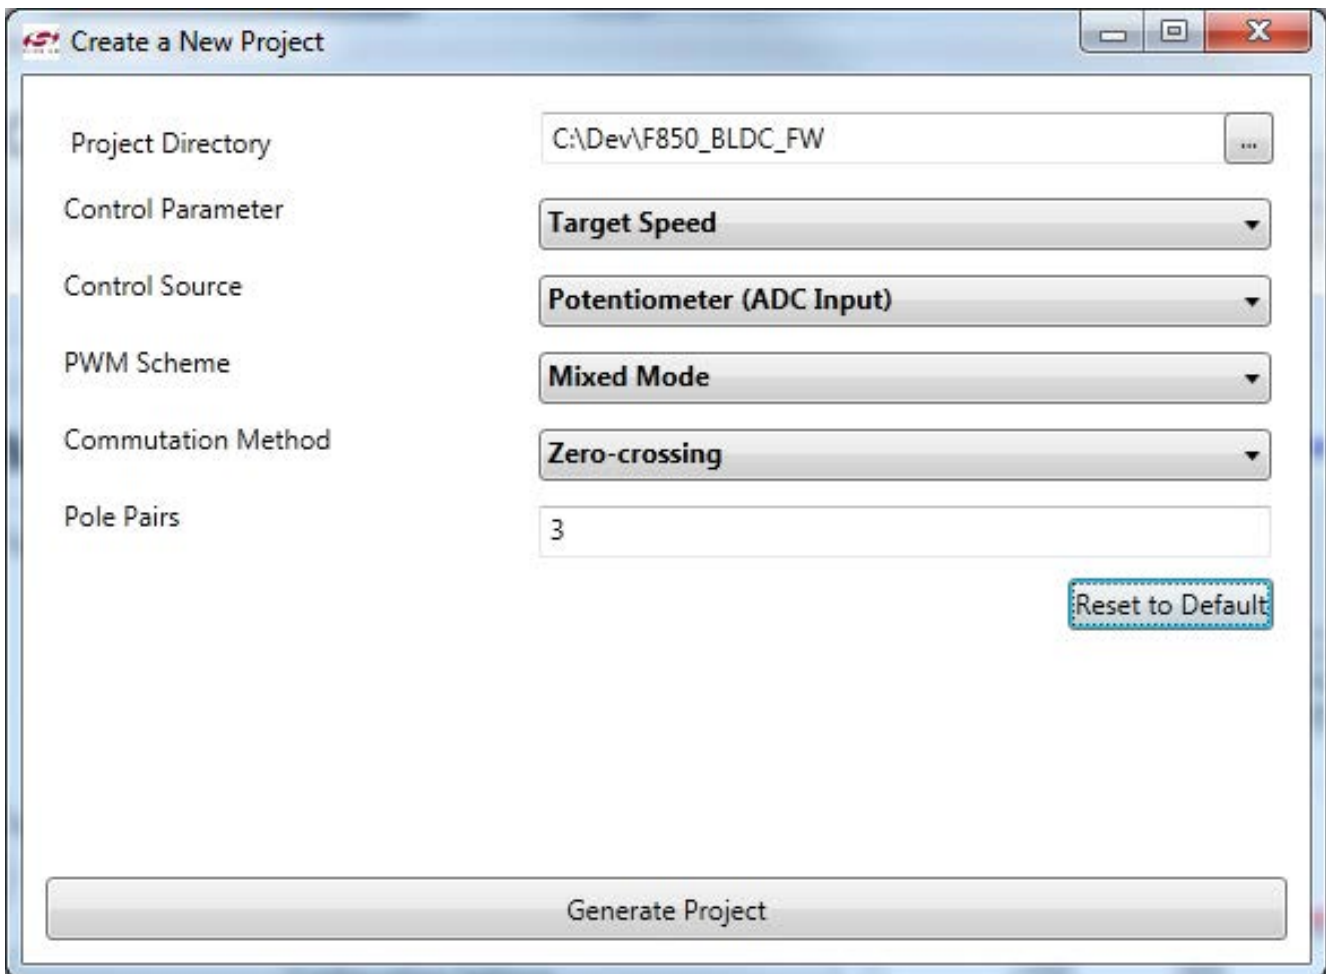 Create a New Project
Project Directory C:\Dev\F850_BLDC_FW ...
Control Parameter Target Speed
Control Source Potentiometer (ADC Input)
PWM Scheme Mixed Mode
Commutation Method Zero-crossing
Pole Pairs 3
Reset to Default
Generate Project